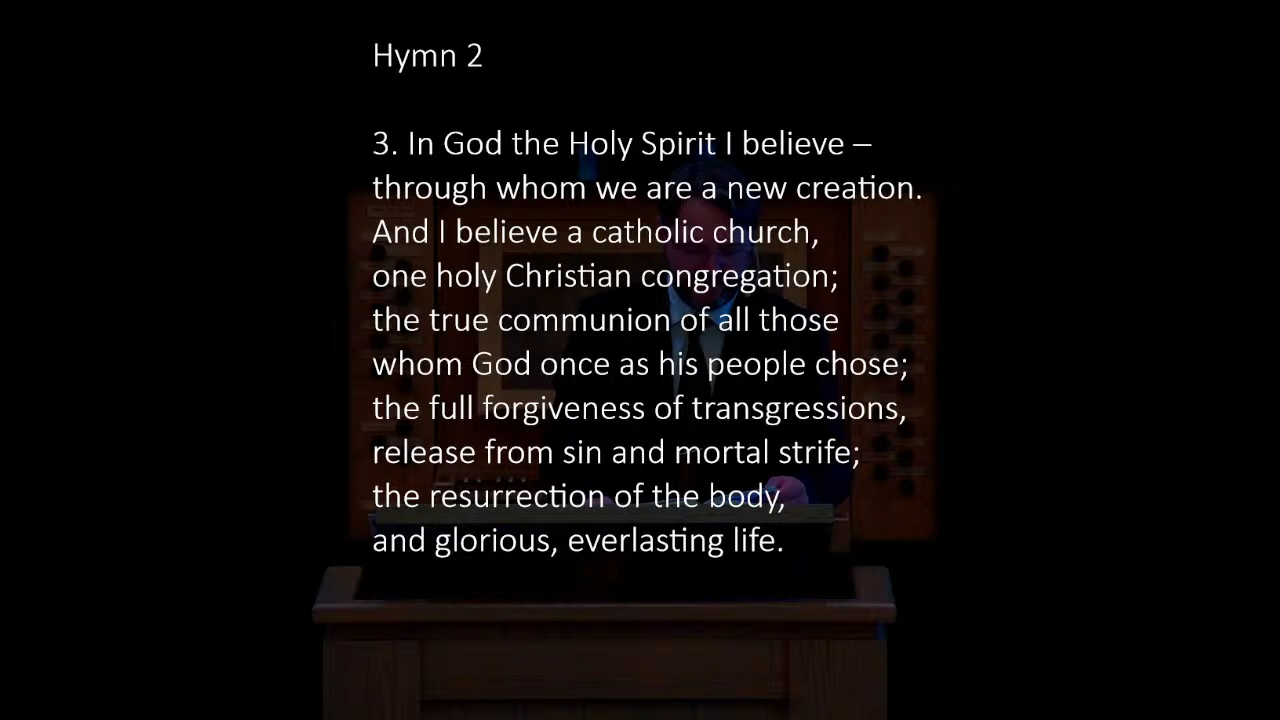 Hymn 2
3. In God the Holy Spirit I believe –
through whom we are a new creation.
And I believe a catholic church,
one holy Christian congregation;
the true communion of all those
whom God once as his people chose;
the full forgiveness of transgressions,
release from sin and mortal strife;
the resurrection of the body,
and glorious, everlasting life.